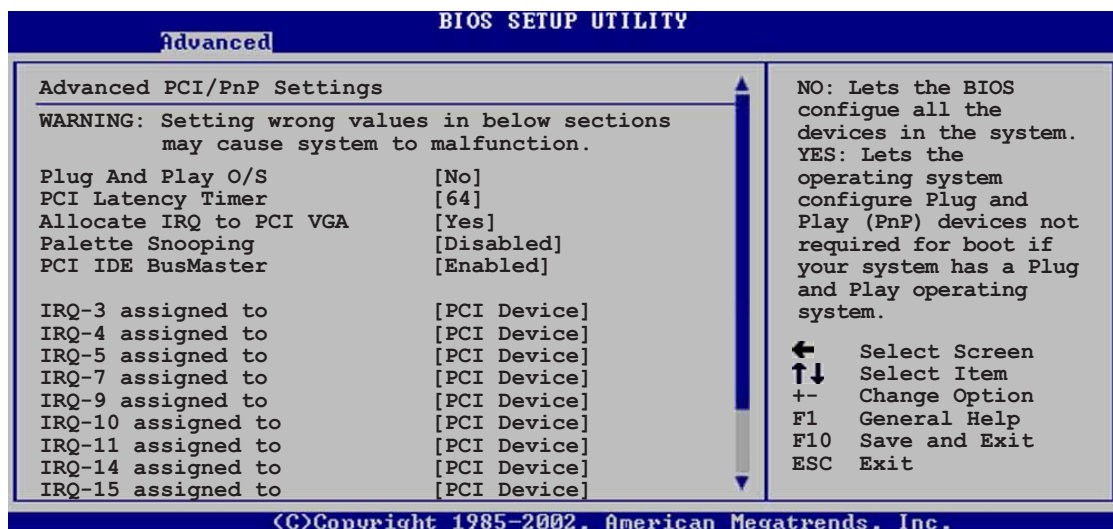 BIOS SETUP UTILITY
Advanced
Advanced PCI/PnP Settings
WARNING: Setting wrong values in below sections
may cause system to malfunction.
Plug And Play O/S [No]
PCI Latency Timer [64]
Allocate IRQ to PCI VGA [Yes]
Palette Snooping [Disabled]
PCI IDE BusMaster [Enabled]
IRQ-3 assigned to [PCI Device]
IRQ-4 assigned to [PCI Device]
IRQ-5 assigned to [PCI Device]
IRQ-7 assigned to [PCI Device]
IRQ-9 assigned to [PCI Device]
IRQ-10 assigned to [PCI Device]
IRQ-11 assigned to [PCI Device]
IRQ-14 assigned to [PCI Device]
IRQ-15 assigned to [PCI Device]
NO: Lets the BIOS
configue all the
devices in the system.
YES: Lets the
operating system
configure Plug and
Play (PnP) devices not
required for boot if
your system has a Plug
and Play operating
system.
← Select Screen
↑↓ Select Item
+- Change Option
F1 General Help
F10 Save and Exit
ESC Exit
(C)Copyright 1985-2002, American Megatrends, Inc.